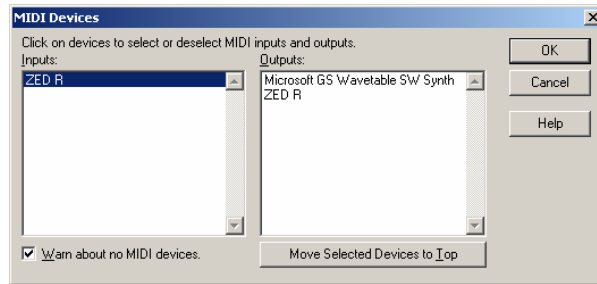 MIDI Devices
Click on devices to select or deselect MIDI inputs and outputs.
Inputs:
Outputs:
ZED R
Microsoft GS Wavetable SW Synth
ZED R
OK
Cancel
Help
Warn about no MIDI devices.
Move Selected Devices to Top